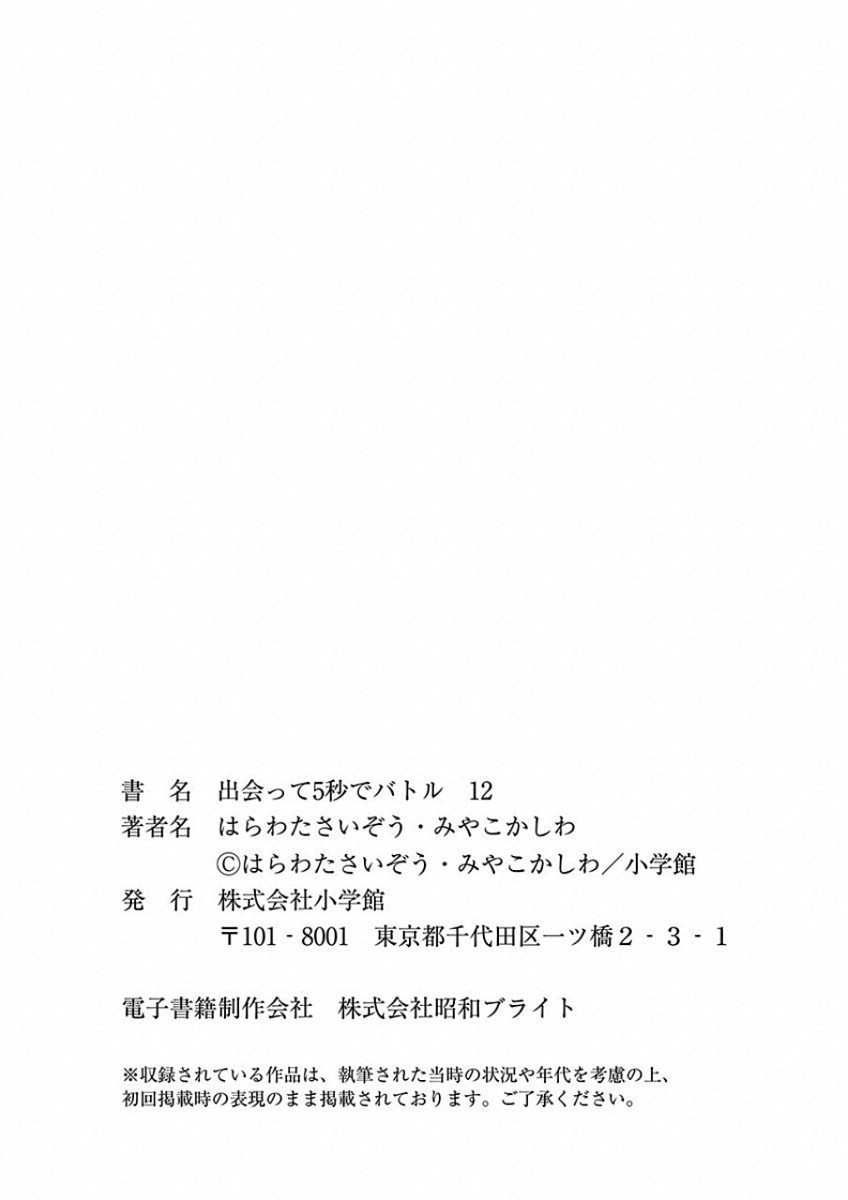 書　名　出会って5秒でバトル　12
著者名　はらわたさいぞう・みやこかしわ
Ⓒはらわたさいぞう・みやこかしわ／小学館
発　行　株式会社小学館
〒101 - 8001　東京都千代田区一ツ橋２ - ３ - １
電子書籍制作会社　株式会社昭和ブライト
※収録されている作品は、執筆された当時の状況や年代を考慮の上、
初回掲載時の表現のまま掲載されております。ご了承ください。